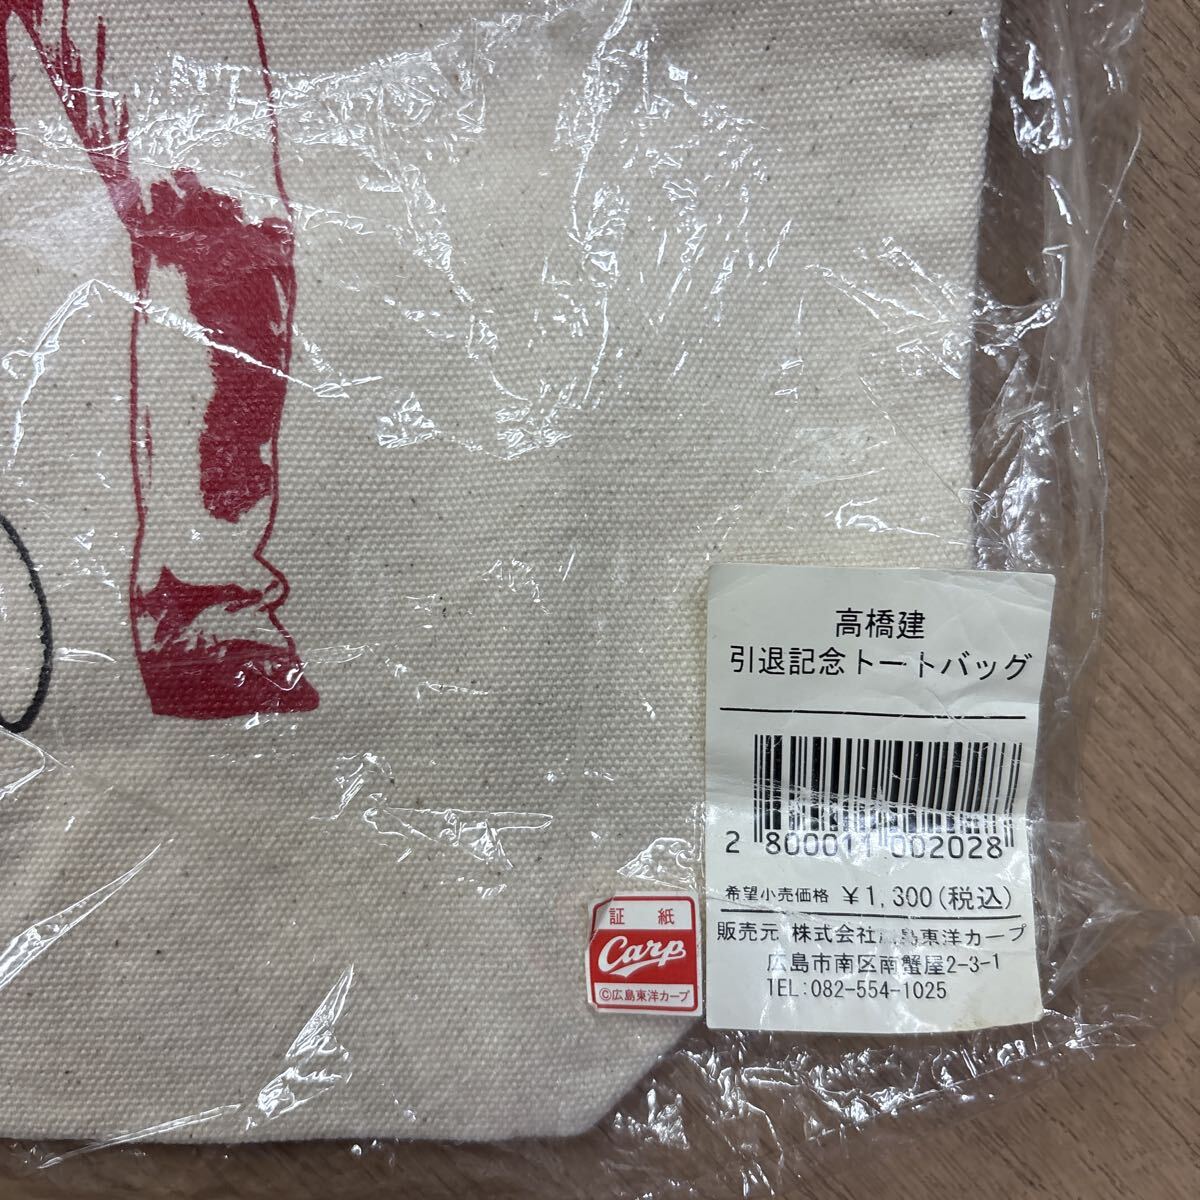 高橋建
引退記念トートバッグ
2 800011 002028
希望小売価格 ¥1,300(税込)
販売元 株式会社広島東洋カープ
広島市南区南蟹屋2-3-1
TEL:082-554-1025
証 紙
Carp
©広島東洋カープ